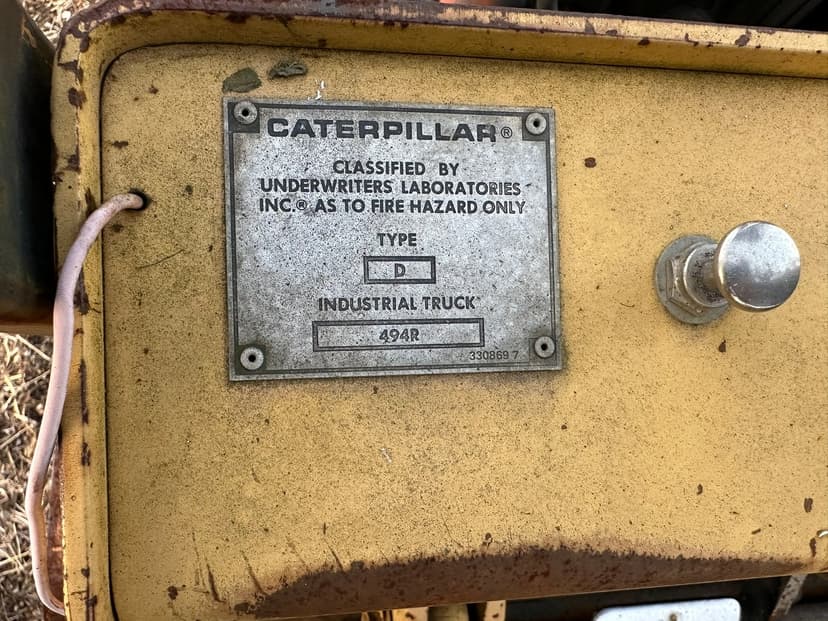 CATERPILLAR®
CLASSIFIED BY
UNDERWRITERS LABORATORIES
INC.® AS TO FIRE HAZARD ONLY
TYPE
D
INDUSTRIAL TRUCK
494R
330869 7